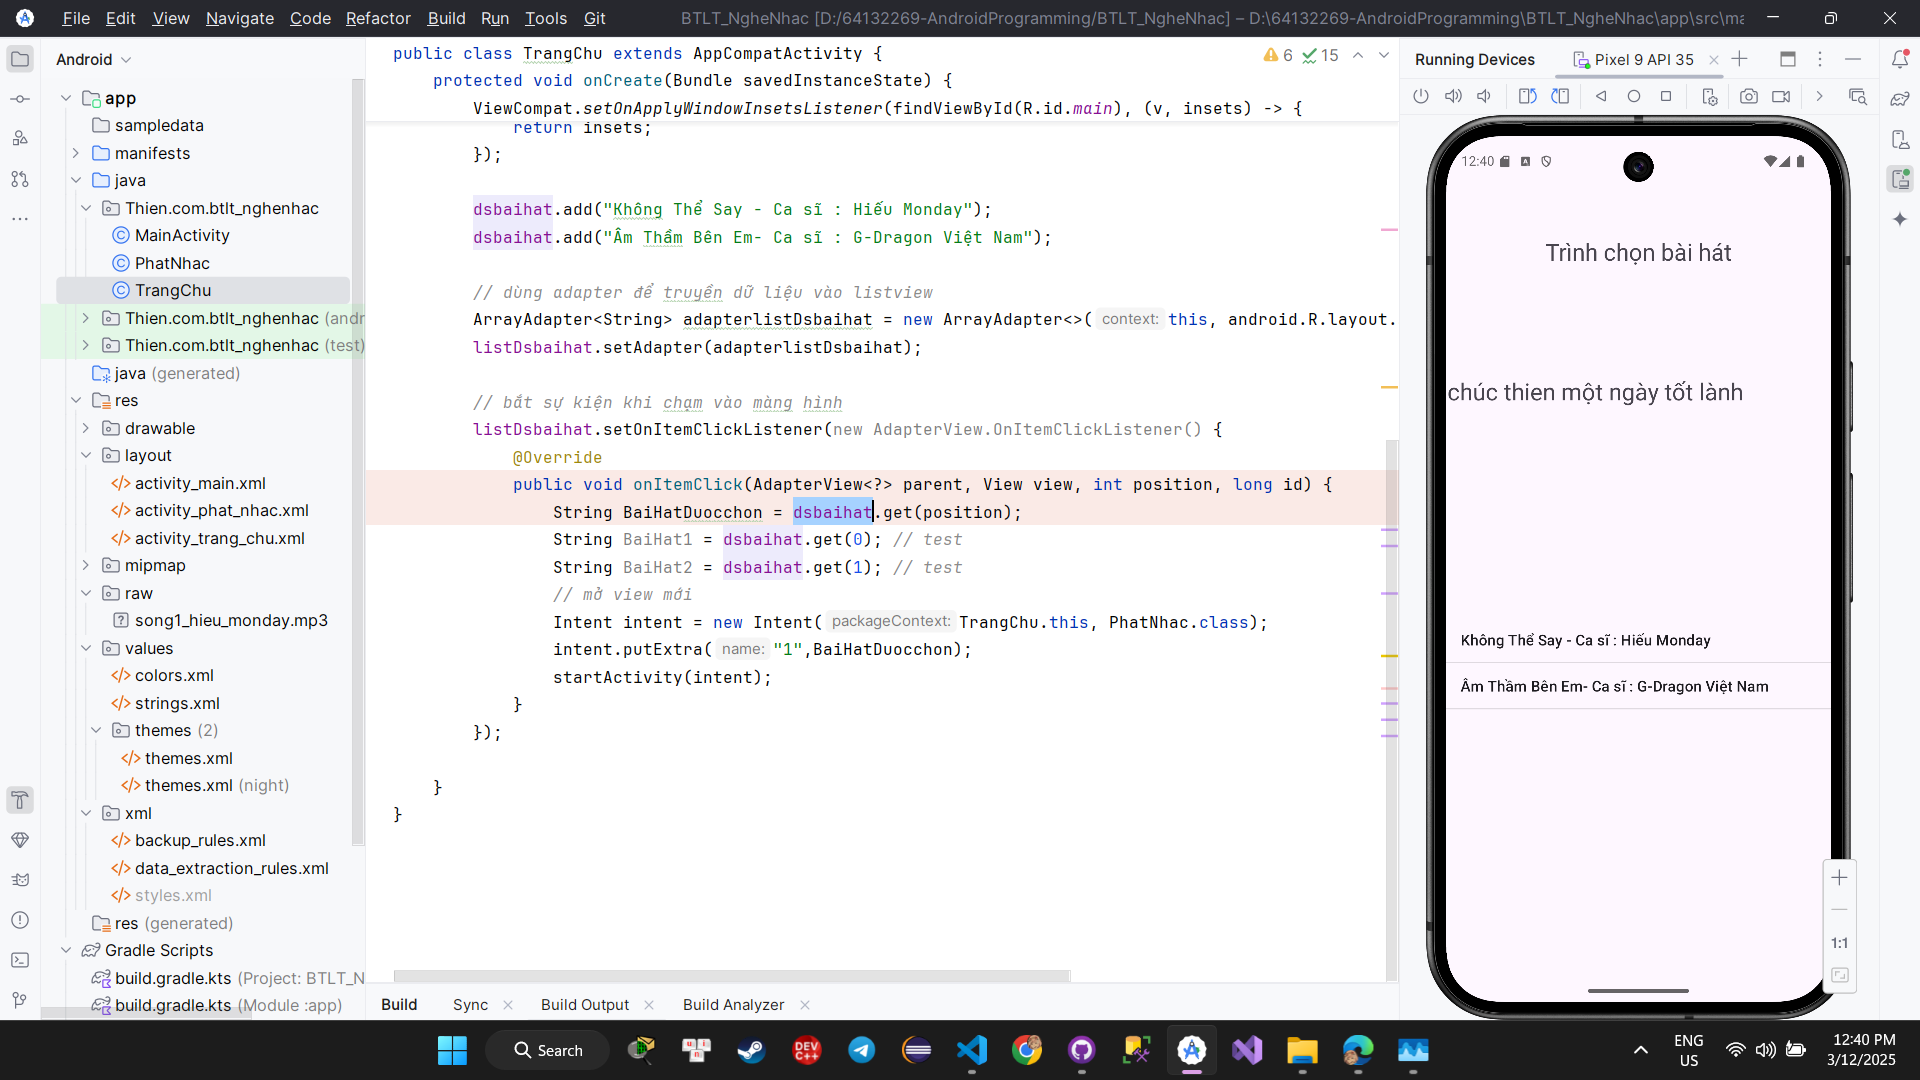 File Edit View Navigate Code Refactor Build Run Tools Git BTLT_NgheNhac [D:/64132269-AndroidProgramming/BTLT_NgheNhac] – D:\64132269-AndroidProgramming\BTLT_NgheNhac\app\src\ma
Android
app
sampledata
manifests
java
Thien.com.btlt_nghenhac
MainActivity
PhatNhac
TrangChu
Thien.com.btlt_nghenhac (andr
Thien.com.btlt_nghenhac (test)
java (generated)
res
drawable
layout
activity_main.xml
activity_phat_nhac.xml
activity_trang_chu.xml
mipmap
raw
song1_hieu_monday.mp3
values
colors.xml
strings.xml
themes (2)
themes.xml
themes.xml (night)
xml
backup_rules.xml
data_extraction_rules.xml
styles.xml
res (generated)
Gradle Scripts
build.gradle.kts (Project: BTLT_N
build.gradle.kts (Module :app)
6 15
public class TrangChu extends AppCompatActivity {
protected void onCreate(Bundle savedInstanceState) {
ViewCompat.setOnApplyWindowInsetsListener(findViewById(R.id.main), (v, insets) -> {
return insets;
});
dsbaihat.add("Không Thể Say - Ca sĩ : Hiếu Monday");
dsbaihat.add("Âm Thầm Bên Em- Ca sĩ : G-Dragon Việt Nam");
// dùng adapter để truyền dữ liệu vào listview
ArrayAdapter<String> adapterlistDsbaihat = new ArrayAdapter<>( context: this, android.R.layout.
listDsbaihat.setAdapter(adapterlistDsbaihat);
// bắt sự kiện khi chạm vào màng hình
listDsbaihat.setOnItemClickListener(new AdapterView.OnItemClickListener() {
@Override
public void onItemClick(AdapterView<?> parent, View view, int position, long id) {
String BaiHatDuocchon = dsbaihat.get(position);
String BaiHat1 = dsbaihat.get(0); // test
String BaiHat2 = dsbaihat.get(1); // test
// mở view mới
Intent intent = new Intent( packageContext: TrangChu.this, PhatNhac.class);
intent.putExtra( name: "1",BaiHatDuocchon);
startActivity(intent);
}
});
}
}
Build Sync Build Output Build Analyzer
Running Devices Pixel 9 API 35
12:40
Trình chọn bài hát
chúc thien một ngày tốt lành
Không Thể Say - Ca sĩ : Hiếu Monday
Âm Thầm Bên Em- Ca sĩ : G-Dragon Việt Nam
1:1
Search
DEV C++
ENG
US
12:40 PM
3/12/2025